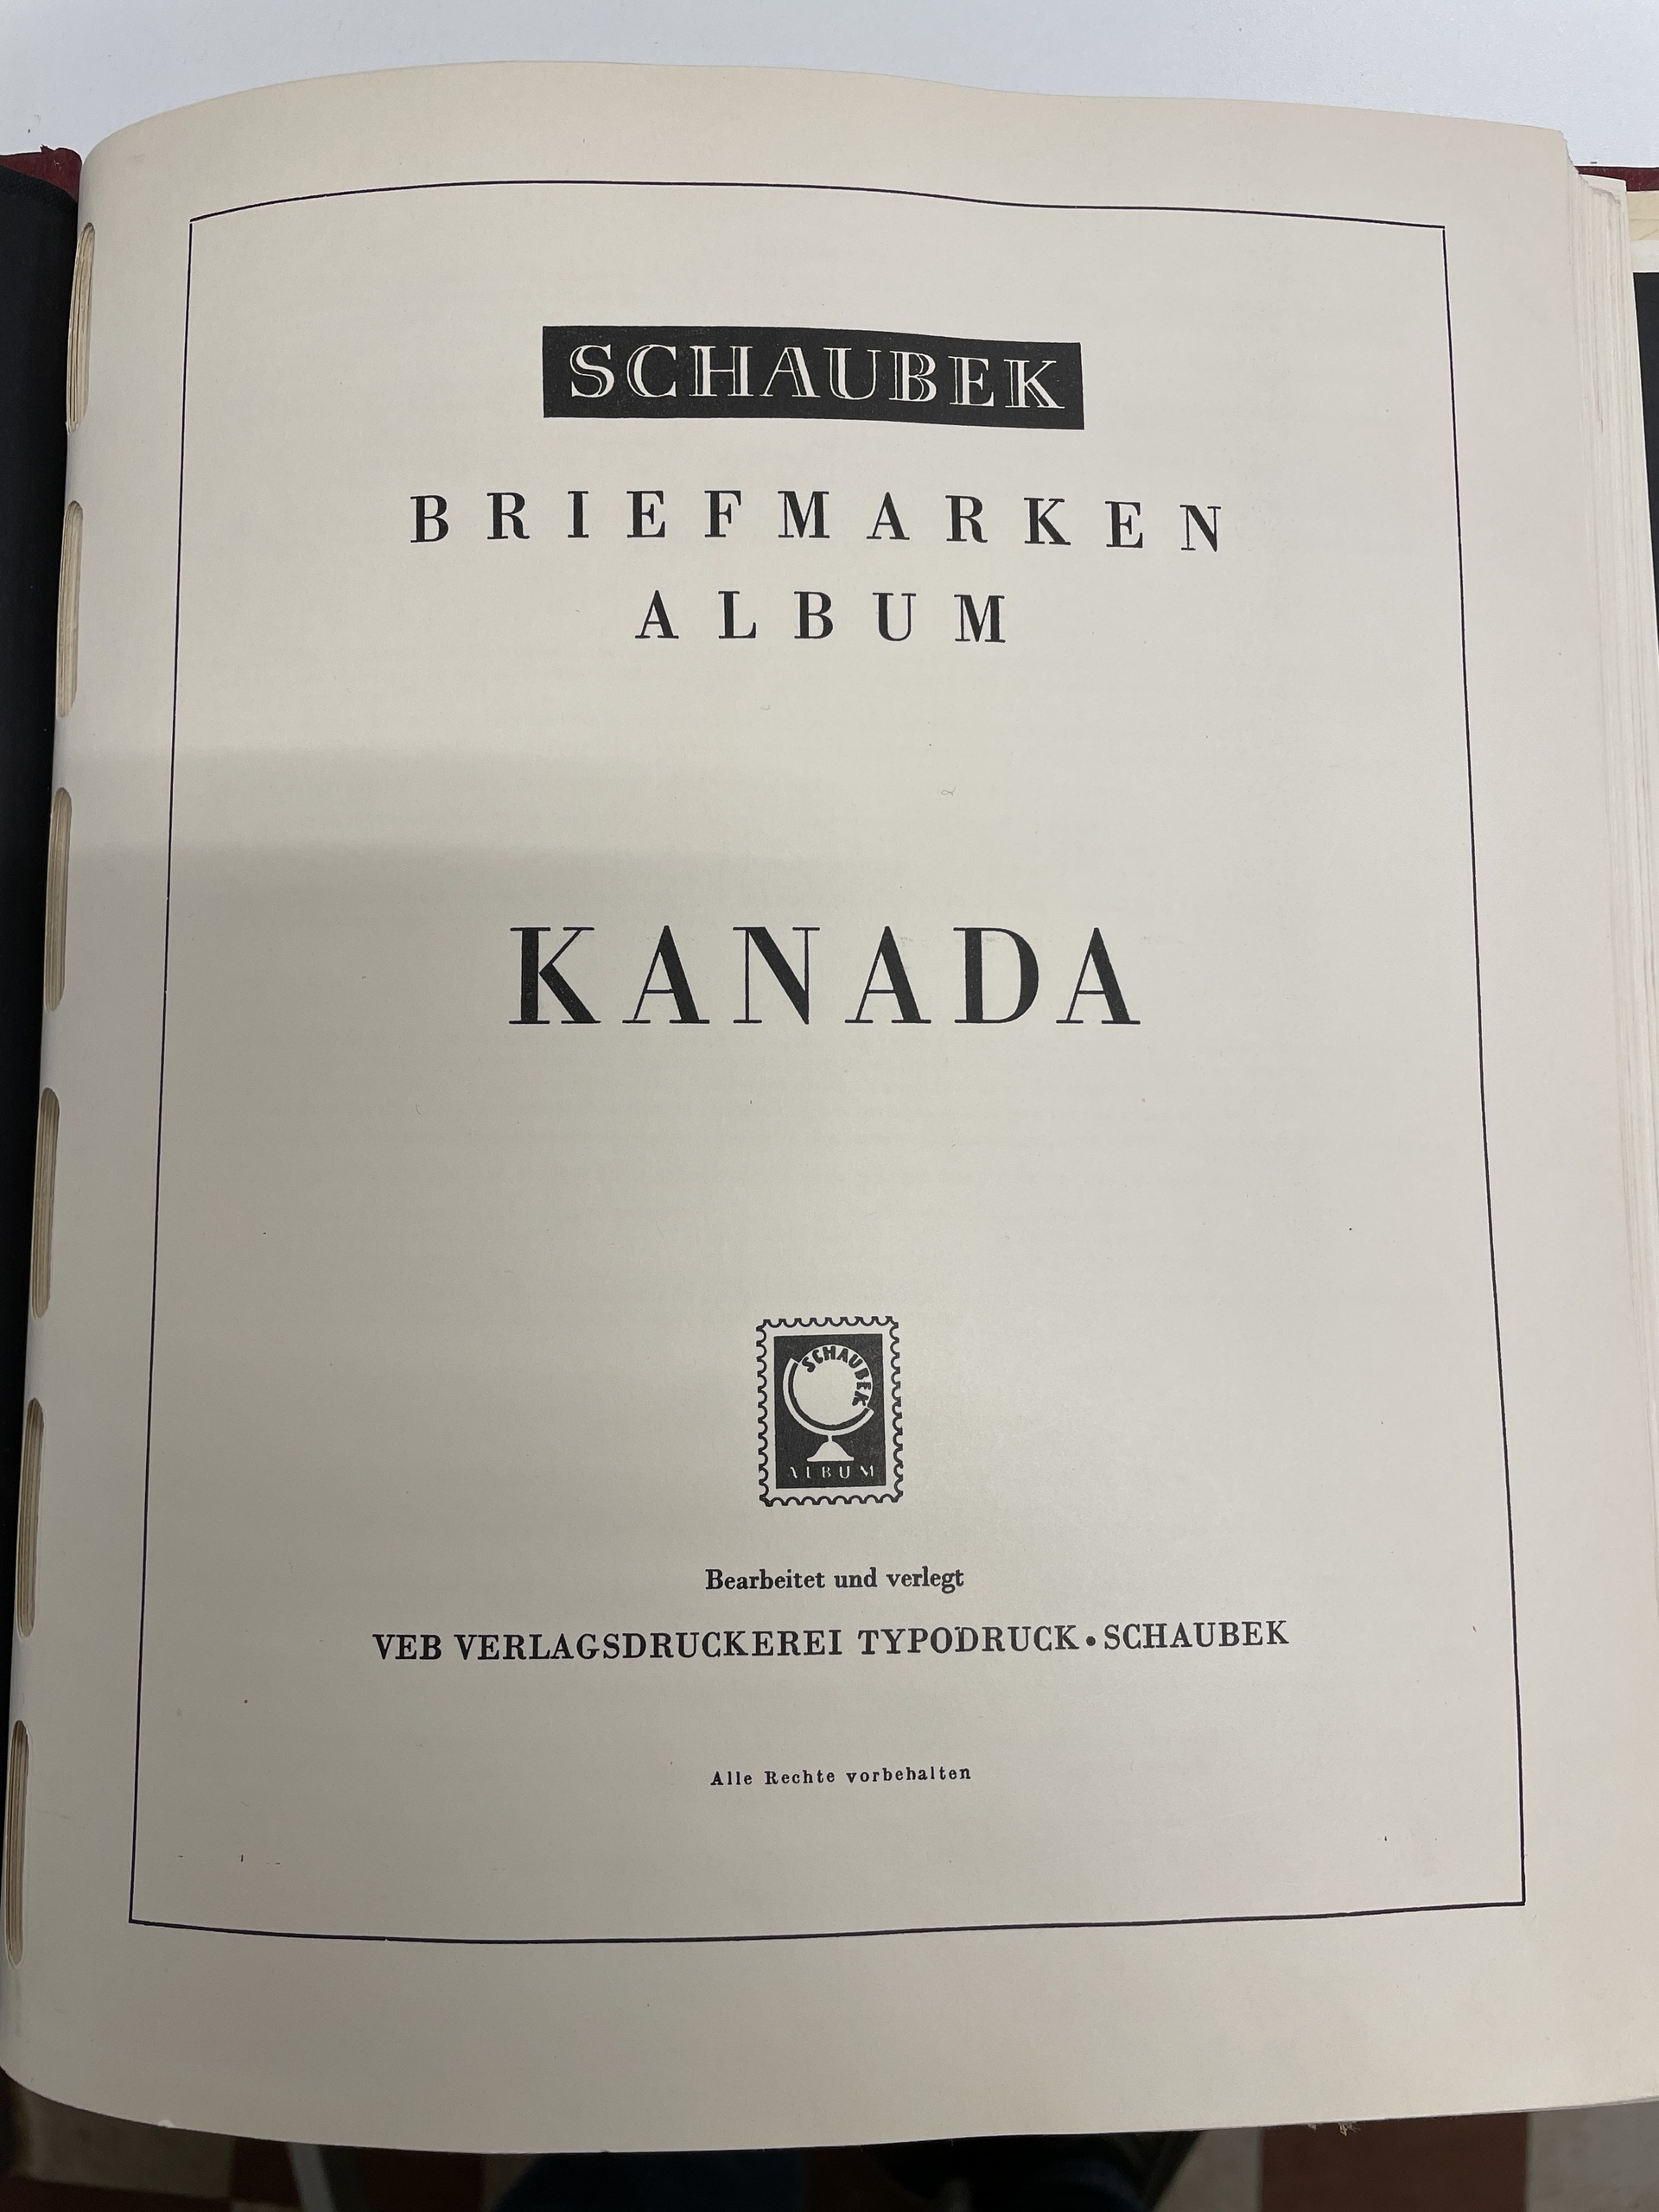 SCHAUBEK
BRIEFMARKEN
ALBUM
KANADA
SCHAUBEK
ALBUM
Bearbeitet und verlegt
VEB VERLAGSDRUCKEREI TYPODRUCK • SCHAUBEK
Alle Rechte vorbehalten